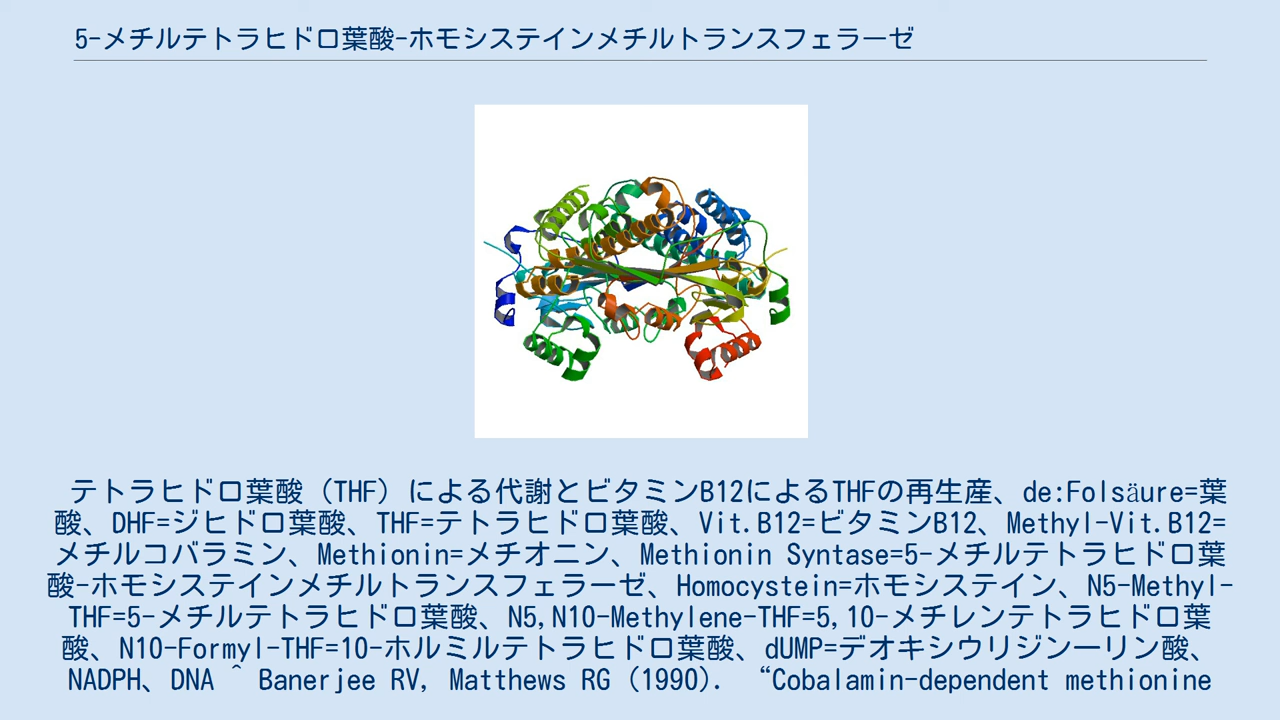 5-メチルテトラヒドロ葉酸-ホモシステインメチルトランスフェラーゼ
テトラヒドロ葉酸（THF）による代謝とビタミンB12によるTHFの再生産、de:Folsäure=葉
酸、DHF=ジヒドロ葉酸、THF=テトラヒドロ葉酸、Vit.B12=ビタミンB12、Methyl-Vit.B12=
メチルコバラミン、Methionin=メチオニン、Methionin Syntase=5-メチルテトラヒドロ葉
酸-ホモシステインメチルトランスフェラーゼ、Homocystein=ホモシステイン、N5-Methyl-
THF=5-メチルテトラヒドロ葉酸、N5,N10-Methylene-THF=5,10-メチレンテトラヒドロ葉
酸、N10-Formyl-THF=10-ホルミルテトラヒドロ葉酸、dUMP=デオキシウリジン一リン酸、
NADPH、DNA ^ Banerjee RV, Matthews RG (1990). “Cobalamin-dependent methionine